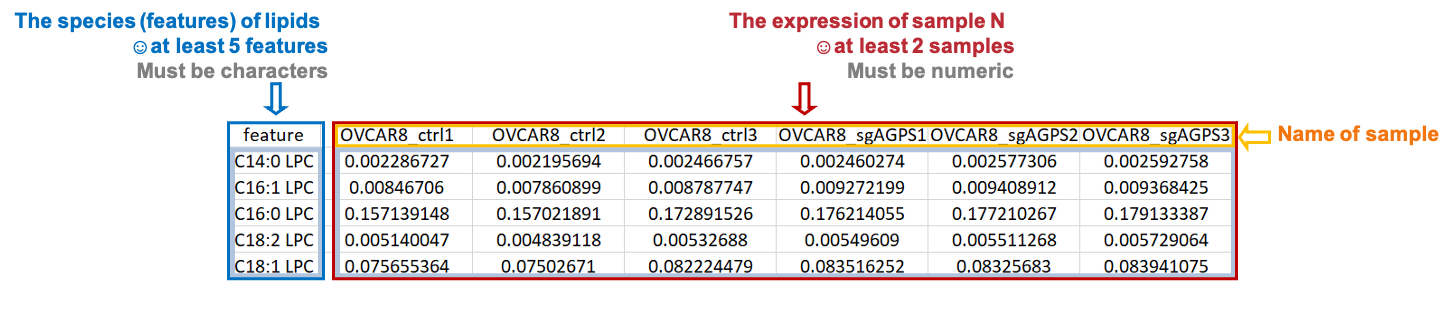 The species (features) of lipids
☺at least 5 features
Must be characters
The expression of sample N
☺at least 2 samples
Must be numeric
feature OVCAR8_ctrl1 OVCAR8_ctrl2 OVCAR8_ctrl3 OVCAR8_sgAGPS1 OVCAR8_sgAGPS2 OVCAR8_sgAGPS3
Name of sample
C14:0 LPC 0.002286727 0.002195694 0.002466757 0.002460274 0.002577306 0.002592758
C16:1 LPC 0.00846706 0.007860899 0.008787747 0.009272199 0.009408912 0.009368425
C16:0 LPC 0.157139148 0.157021891 0.172891526 0.176214055 0.177210267 0.179133387
C18:2 LPC 0.005140047 0.004839118 0.00532688 0.00549609 0.005511268 0.005729064
C18:1 LPC 0.075655364 0.07502671 0.082224479 0.083516252 0.08325683 0.083941075